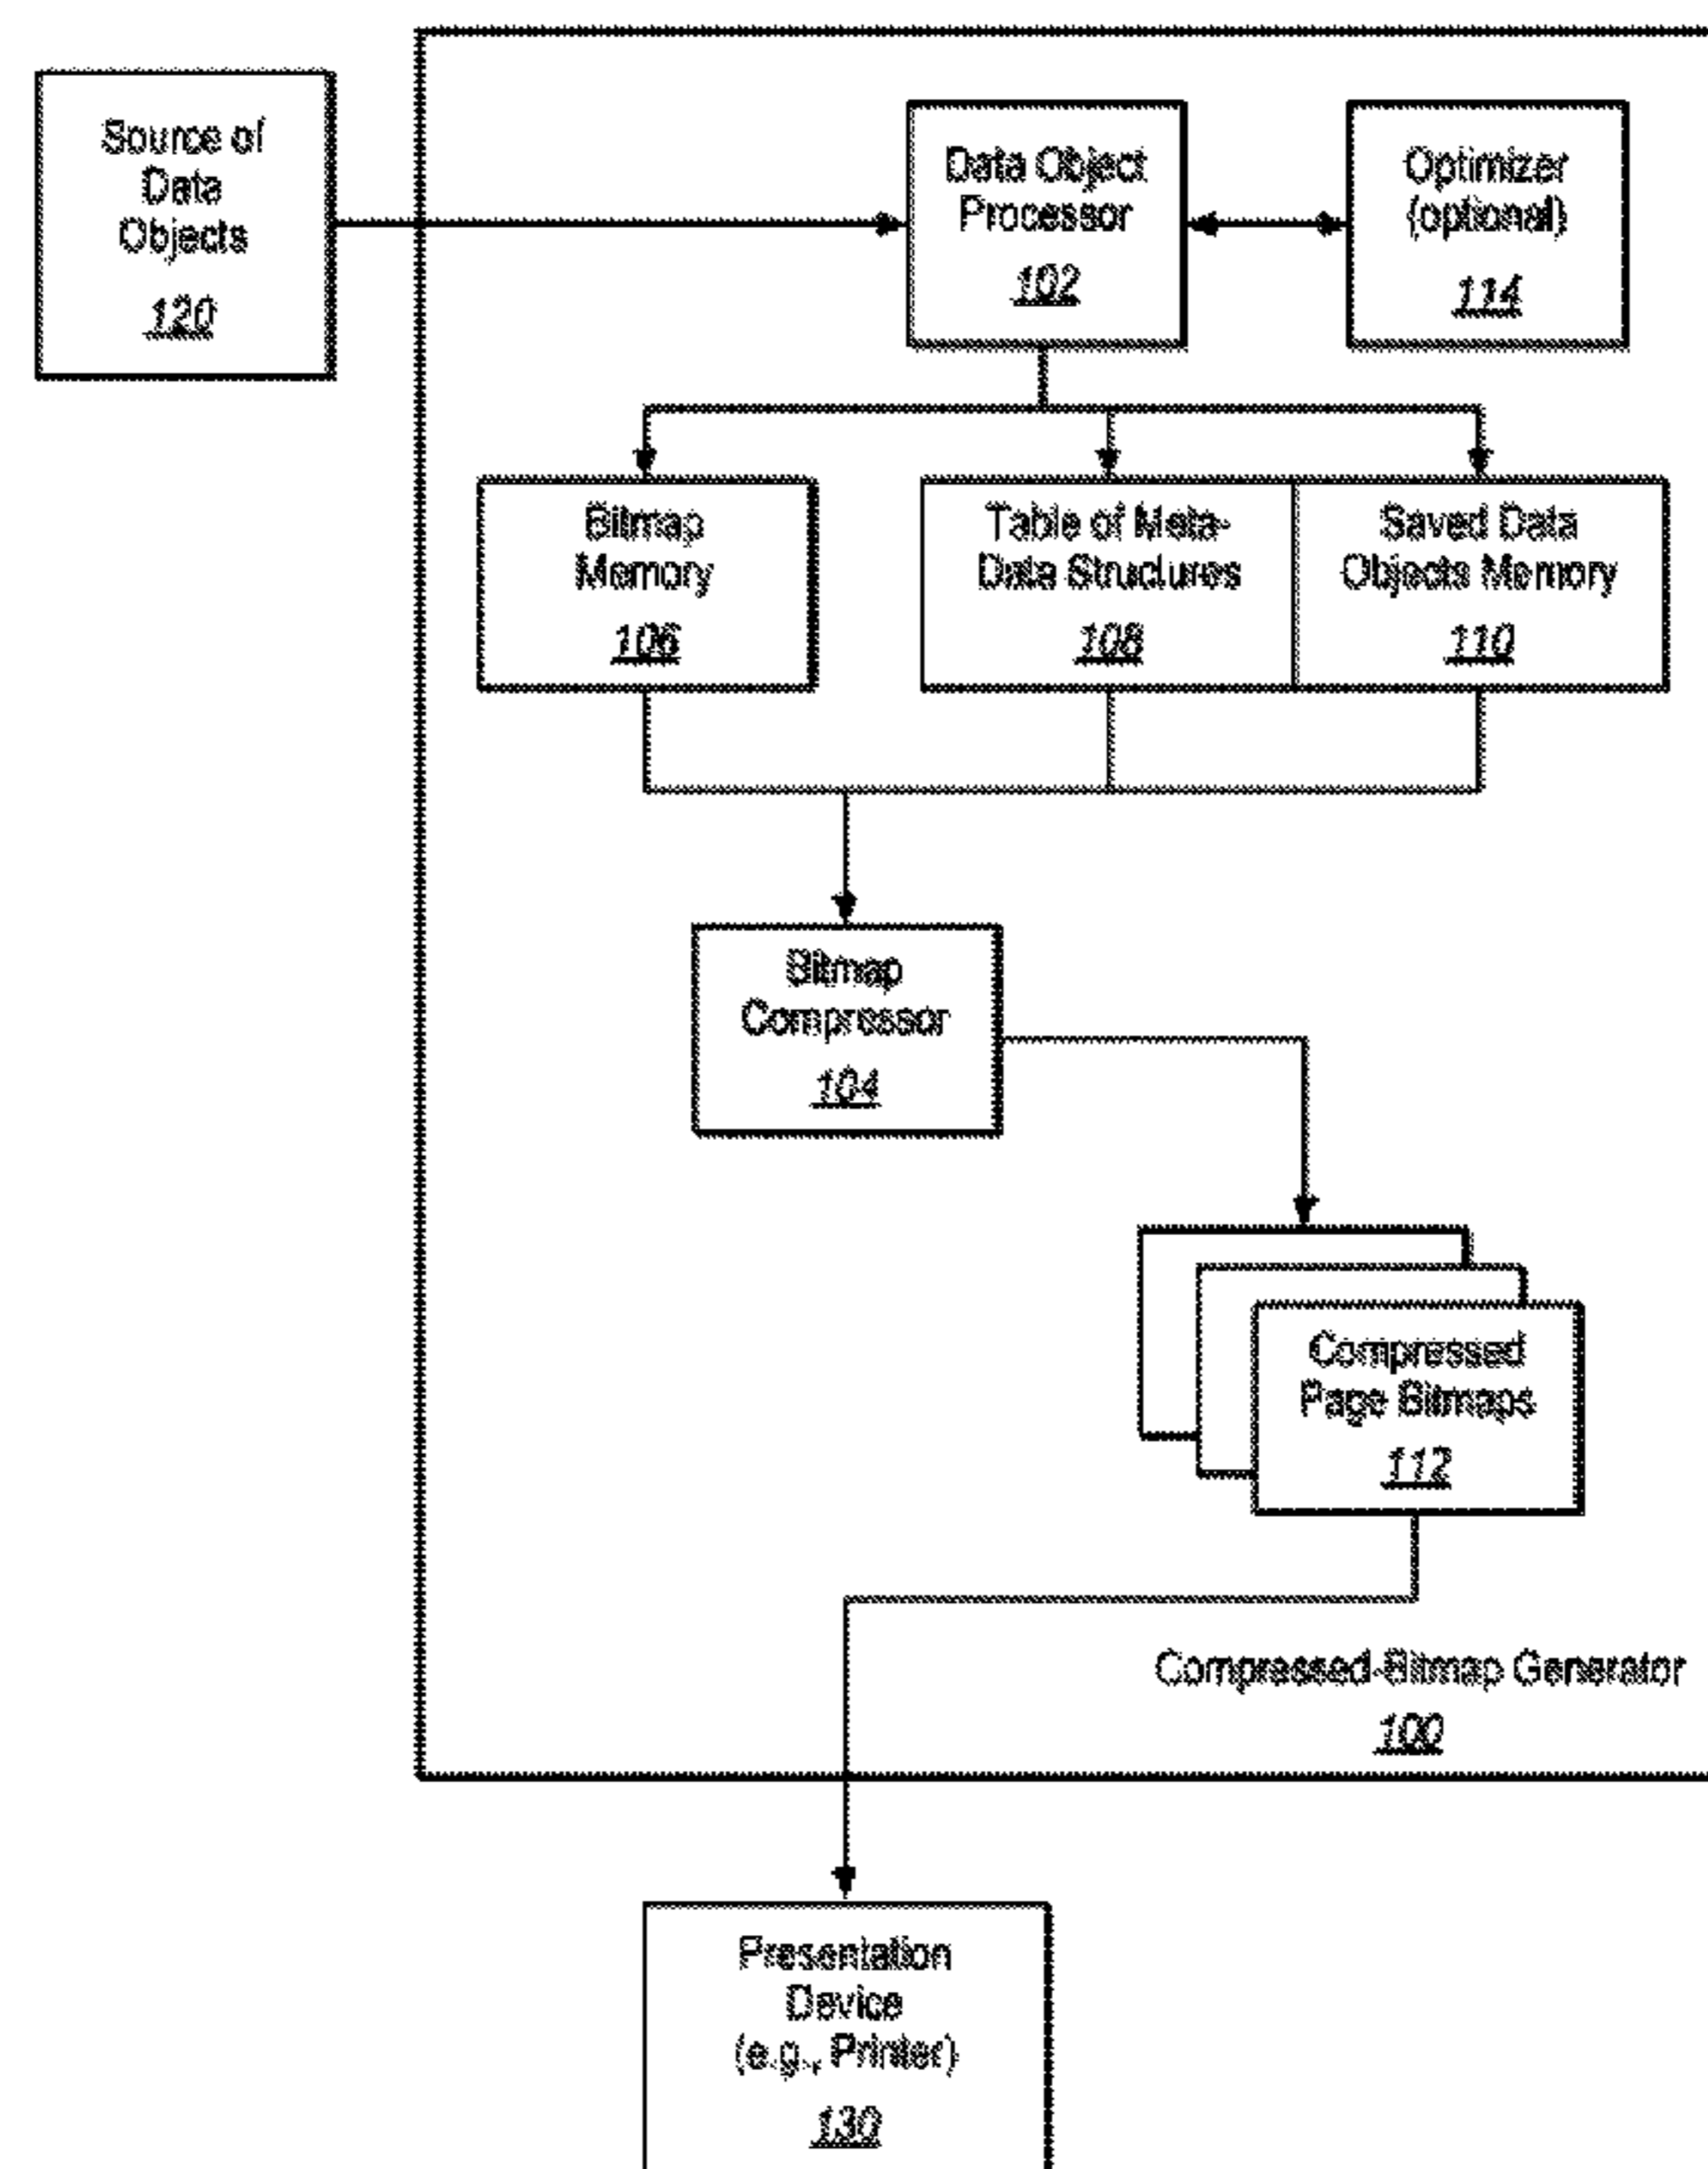 Source of
Data
Objects
120
Data Object
Processor
102
Optimizer
(optional)
114
Bitmap
Memory
106
Table of Meta-
Data Structures
108
Saved Data
Objects Memory
110
Bitmap
Compressor
104
Compressed
Page Bitmaps
112
Compressed-Bitmap Generator
100
Presentation
Device
(e.g., Printer)
130